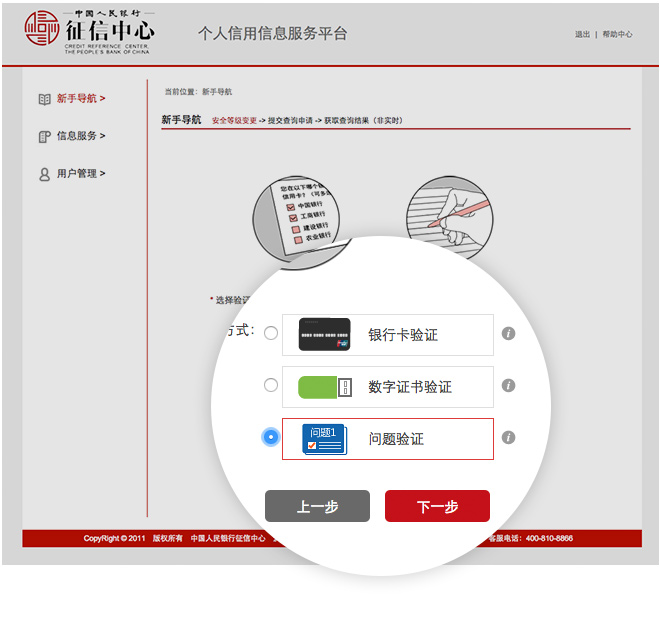 中国人民银行
征信中心
CREDIT REFERENCE CENTER,
THE PEOPLE'S BANK OF CHINA
个人信用信息服务平台
退出 | 帮助中心
新手导航 >
信息服务 >
用户管理 >
当前位置：新手导航
新手导航 安全等级变更 -> 提交查询申请 -> 获取查询结果（非实时）
您在以下哪个银
信用卡？（可多选
中国银行
工商银行
建设银行
农业银行
* 选择验证
方式：
银行卡验证
数字证书验证
问题1
问题验证
上一步 下一步
CopyRight © 2011 版权所有 中国人民银行征信中心
客服电话：400-810-8866